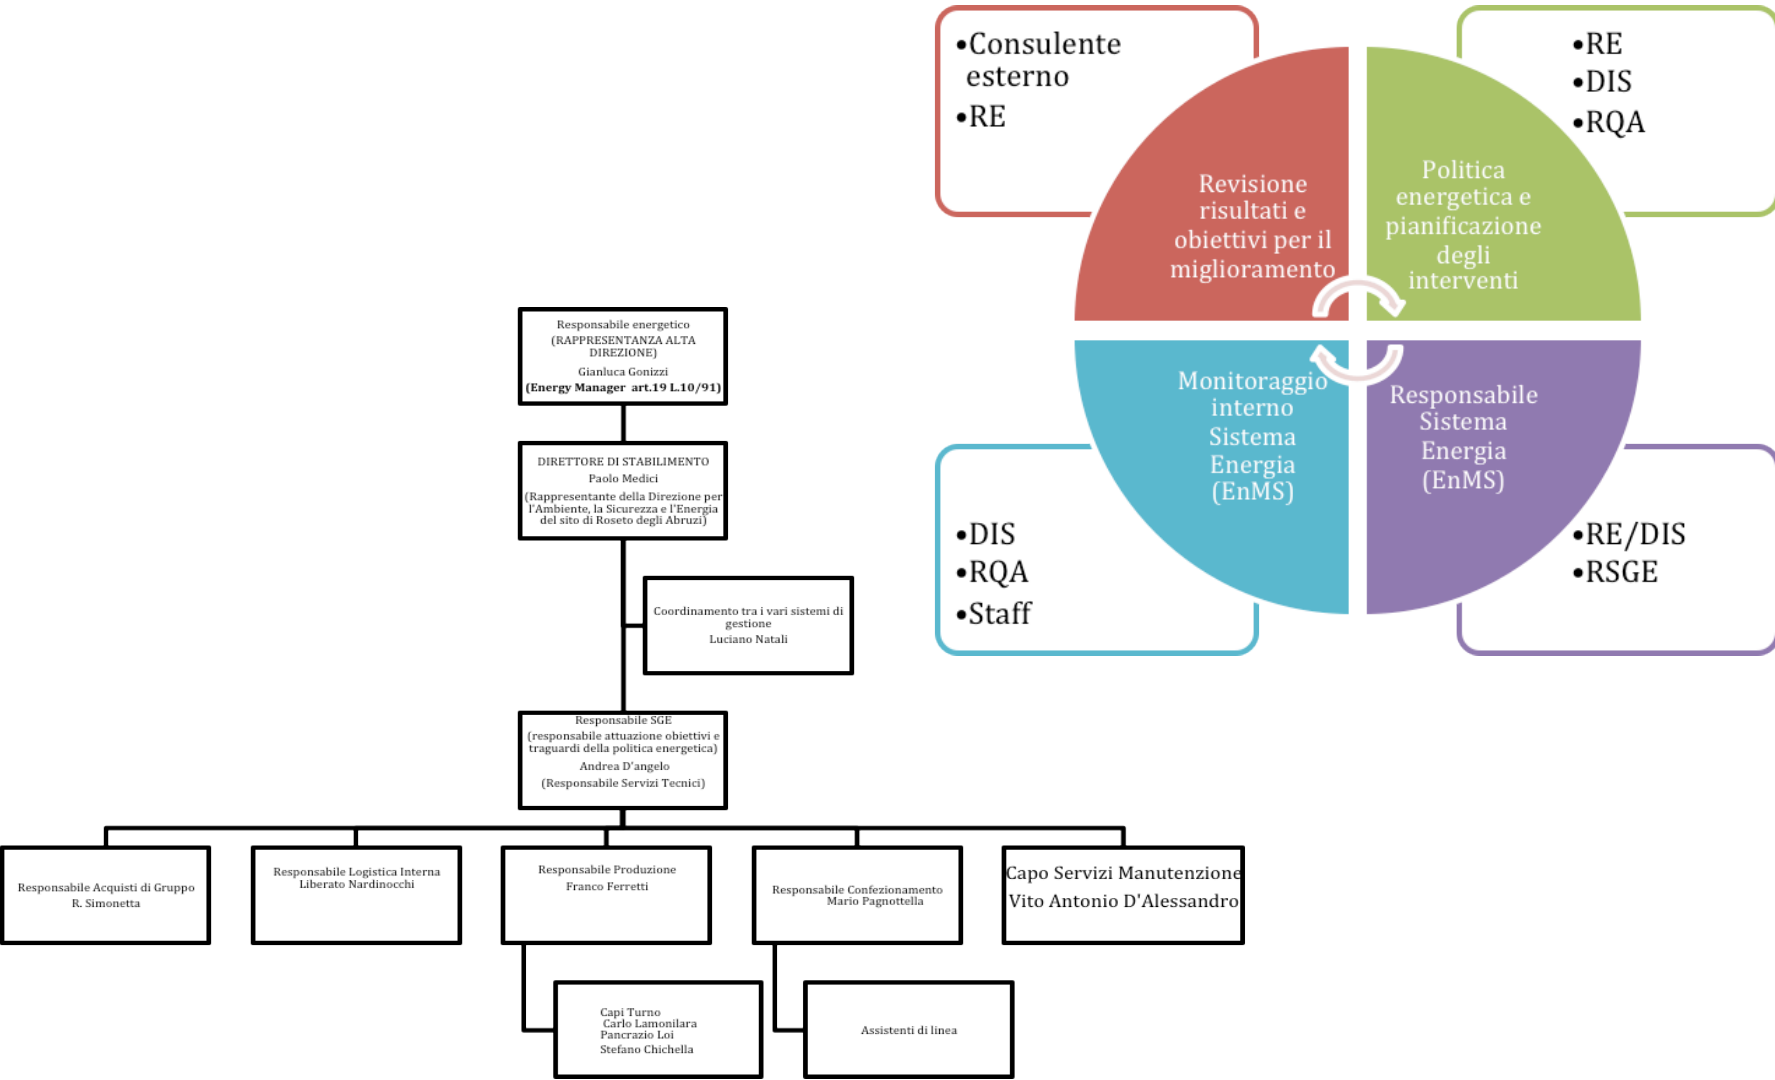 •Consulente
esterno
•RE
•RE
•DIS
•RQA
Revisione
risultati e
obiettivi per il
miglioramento
Politica
energetica e
pianificazione
degli
interventi
Monitoraggio
interno
Sistema
Energia
(EnMS)
Responsabile
Sistema
Energia
(EnMS)
•DIS
•RQA
•Staff
•RE/DIS
•RSGE
Responsabile energetico
(RAPPRESENTANZA ALTA
DIREZIONE)
Gianluca Gonizzi
(Energy Manager art.19 L.10/91)
DIRETTORE DI STABILIMENTO
Paolo Medici
(Rappresentante della Direzione per
l'Ambiente, la Sicurezza e l'Energia
del sito di Roseto degli Abruzi)
Coordinamento tra i vari sistemi di
gestione
Luciano Natali
Responsabile SGE
(responsabile attuazione obiettivi e
traguardi della politica energetica)
Andrea D'angelo
(Responsabile Servizi Tecnici)
Responsabile Acquisti di Gruppo
R. Simonetta
Responsabile Logistica Interna
Liberato Nardinocchi
Responsabile Produzione
Franco Ferretti
Responsabile Confezionamento
Mario Pagnottella
Capo Servizi Manutenzione
Vito Antonio D'Alessandro
Capi Turno
Carlo Lamonilara
Pancrazio Loi
Stefano Chichella
Assistenti di linea